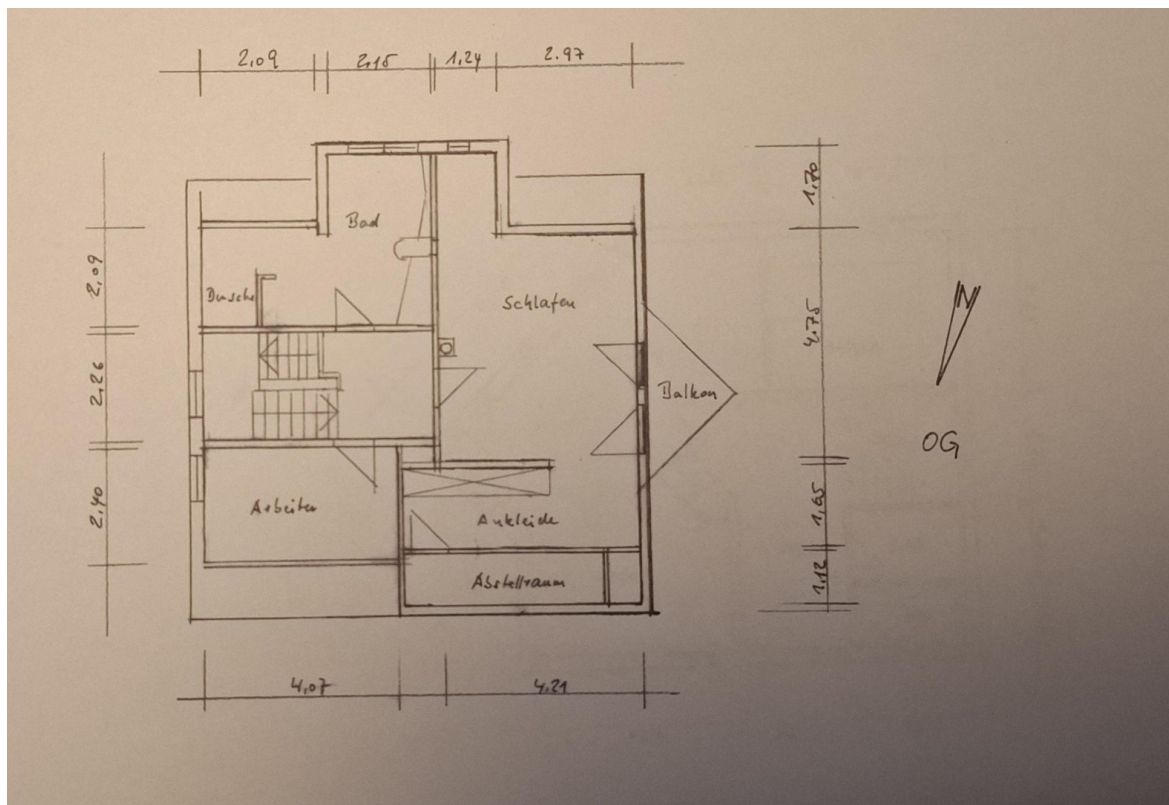 2,09 2,15 1,24 2.97
1,70
Bad
2,09
Dusche
Schlafen
4.75
N
2,26
Balkon
OG
2,40
Arbeiten
Ankleide
1,65
Abstellraum
1,12
4,07 4,21